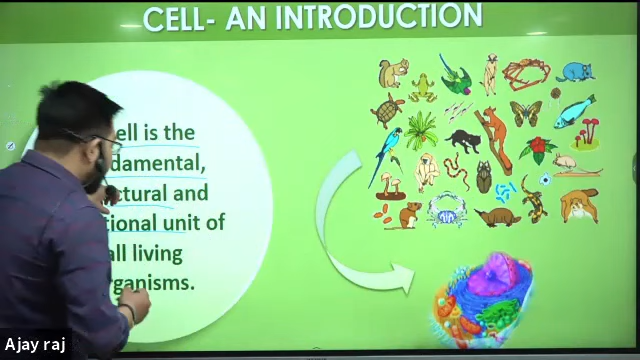 CELL- AN INTRODUCTION
ell is the
damental,
ctural and
tional unit of
all living
ganisms.
Ajay raj